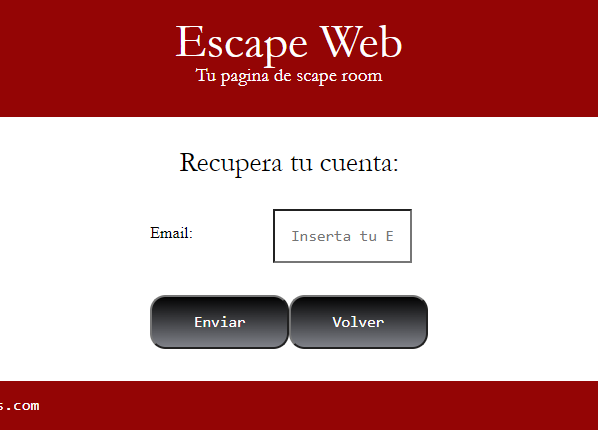 Escape Web
Tu pagina de scape room
Recupera tu cuenta:
Email:
Inserta tu E
Enviar
Volver
s.com